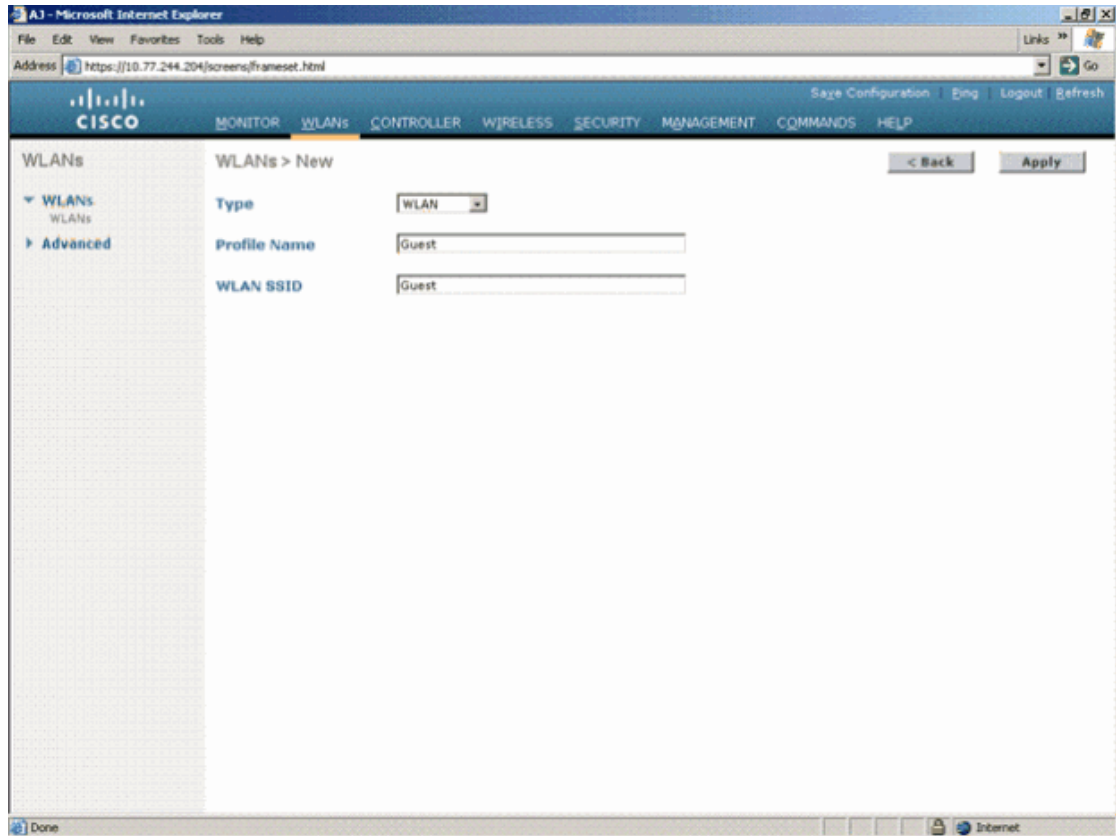 AJ - Microsoft Internet Explorer
File Edit View Favorites Tools Help Links »
Address https://10.77.244.204/screens/frameset.html Go
Save Configuration | Ping | Logout | Refresh
CISCO MONITOR WLANs CONTROLLER WIRELESS SECURITY MANAGEMENT COMMANDS HELP
WLANs
WLANs
WLANs
Advanced
WLANs > New < Back Apply
Type WLAN
Profile Name Guest
WLAN SSID Guest
Done Internet